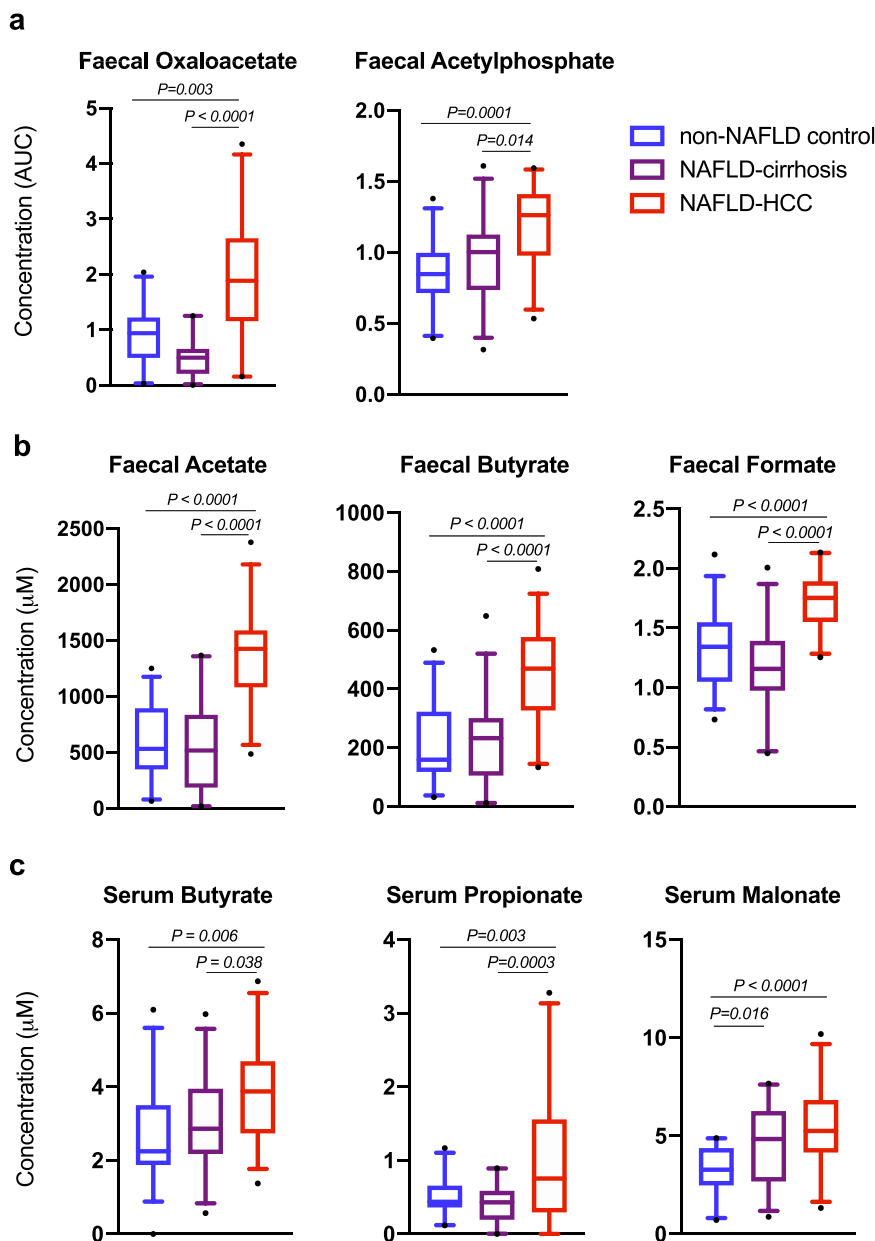 a
Faecal Oxaloacetate
P=0.003
P < 0.0001
Concentration (AUC)
5
4
3
2
1
0
Faecal Acetylphosphate
P=0.0001
P=0.014
2.0
1.5
1.0
0.5
0.0
non-NAFLD control
NAFLD-cirrhosis
NAFLD-HCC
b
Faecal Acetate
P < 0.0001
P < 0.0001
Concentration (μM)
2500
2000
1500
1000
500
0
Faecal Butyrate
P < 0.0001
P < 0.0001
1000
800
600
400
200
0
Faecal Formate
P < 0.0001
P < 0.0001
2.5
2.0
1.5
1.0
0.5
0.0
c
Serum Butyrate
P = 0.006
P = 0.038
Concentration (μM)
8
6
4
2
0
Serum Propionate
P=0.003
P=0.0003
4
3
2
1
0
Serum Malonate
P < 0.0001
P=0.016
15
10
5
0